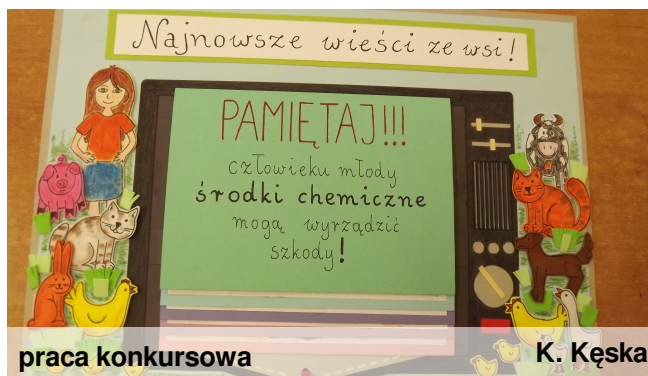 Najnowsze wieści ze wsi!
PAMIĘTAJ!!!
człowieku młody
środki chemiczne
mogą wyrządzić
szkody!
praca konkursowa
K. Kęska